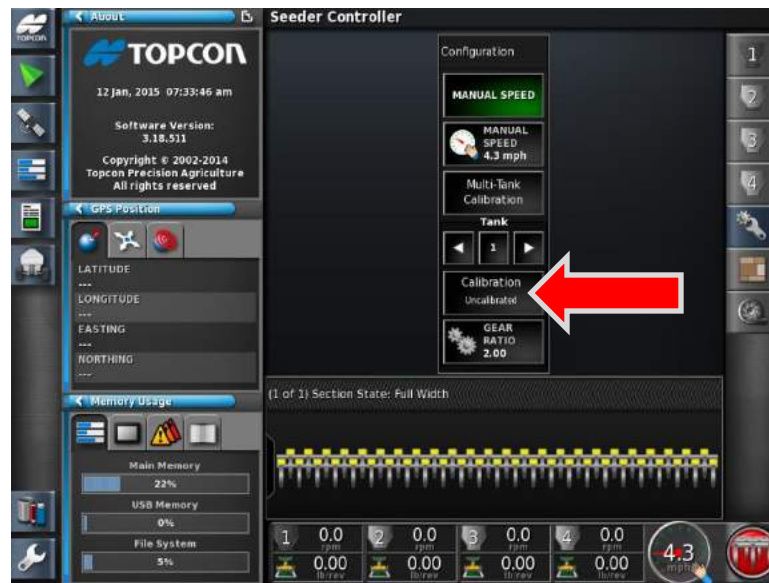 TOPCON
About
Seeder Controller
TOPCON
12 Jan, 2015 07:33:46 am
Software Version:
3.18.511
Copyright © 2002-2014
Topcon Precision Agriculture
All rights reserved
GPS Position
LATITUDE
---
LONGITUDE
---
EASTING
---
NORTHING
---
Memory Usage
Main Memory
22%
USB Memory
0%
File System
5%
Configuration
MANUAL SPEED
MANUAL
SPEED
4.3 mph
Multi-Tank
Calibration
Tank
1
Calibration
Uncalibrated
GEAR
RATIO
2.00
(1 of 1) Section State: Full Width
1 0.0 2 0.0 3 0.0 4 0.0
rpm rpm rpm rpm
0.00 0.00 0.00 0.00
lb/rev lb/rev lb/rev lb/rev
4.3
mph
1
2
3
4